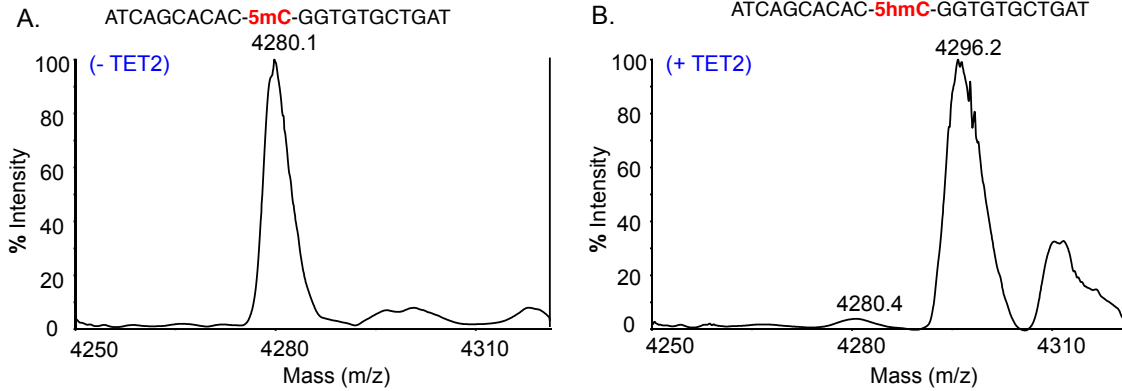 A.
ATCAGCACAC-5mC-GGTGTGCTGAT
(- TET2)
4280.1
100
80
60
40
20
0
% Intensity
4250
4280
4310
Mass (m/z)
B.
ATCAGCACAC-5hmC-GGTGTGCTGAT
(+ TET2)
4296.2
4280.4
100
80
60
40
20
0
% Intensity
4250
4280
4310
Mass (m/z)